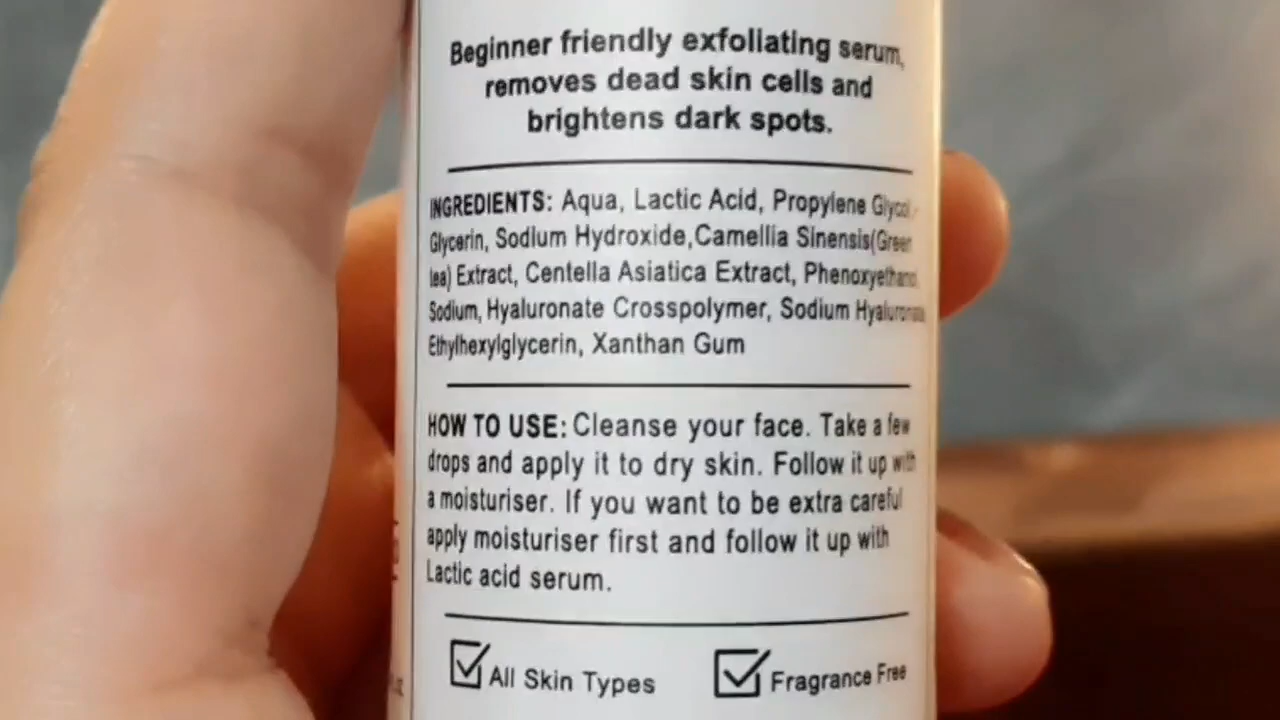 Beginner friendly exfoliating serum,
removes dead skin cells and
brightens dark spots.
INGREDIENTS: Aqua, Lactic Acid, Propylene Glycol,
Glycerin, Sodium Hydroxide,Camellia Sinensis(Green
Tea) Extract, Centella Asiatica Extract, Phenoxyethanol,
Sodium, Hyaluronate Crosspolymer, Sodium Hyaluronate,
Ethylhexylglycerin, Xanthan Gum
HOW TO USE: Cleanse your face. Take a few
drops and apply it to dry skin. Follow it up with
a moisturiser. If you want to be extra careful
apply moisturiser first and follow it up with
Lactic acid serum.
All Skin Types
Fragrance Free